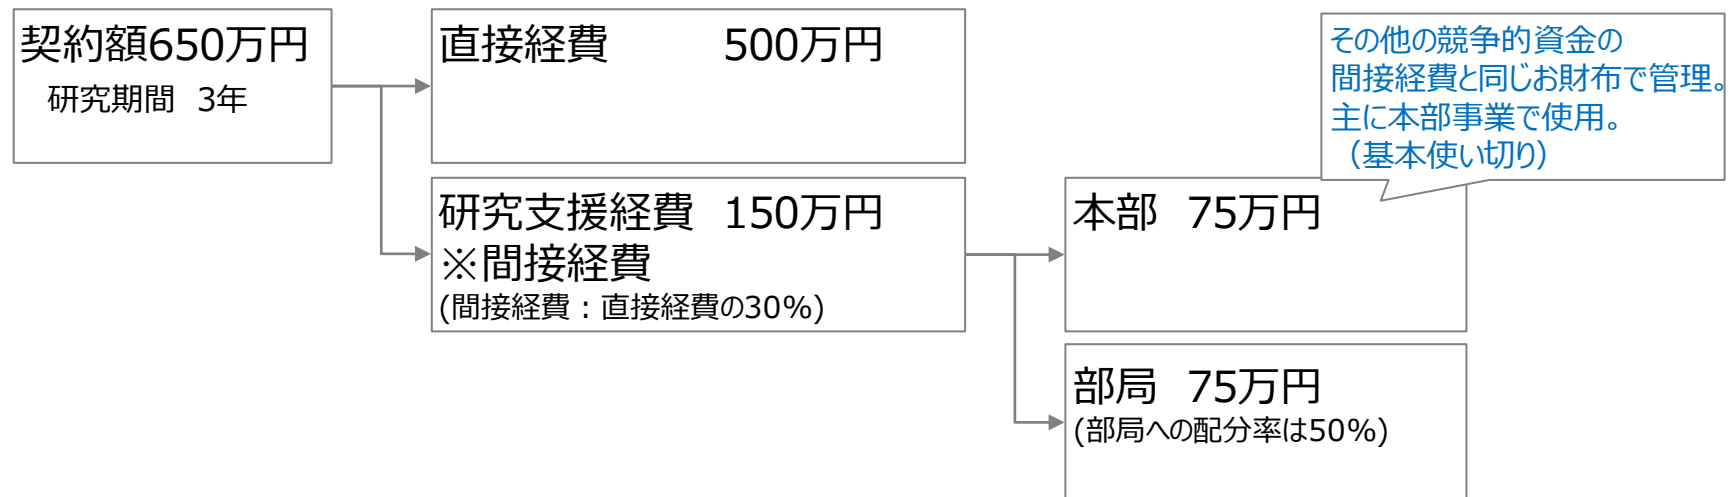 契約額650万円
研究期間 3年
直接経費 500万円
研究支援経費 150万円
※間接経費
(間接経費：直接経費の30%)
その他の競争的資金の
間接経費と同じお財布で管理。
主に本部事業で使用。
（基本使い切り）
本部 75万円
部局 75万円
(部局への配分率は50%)